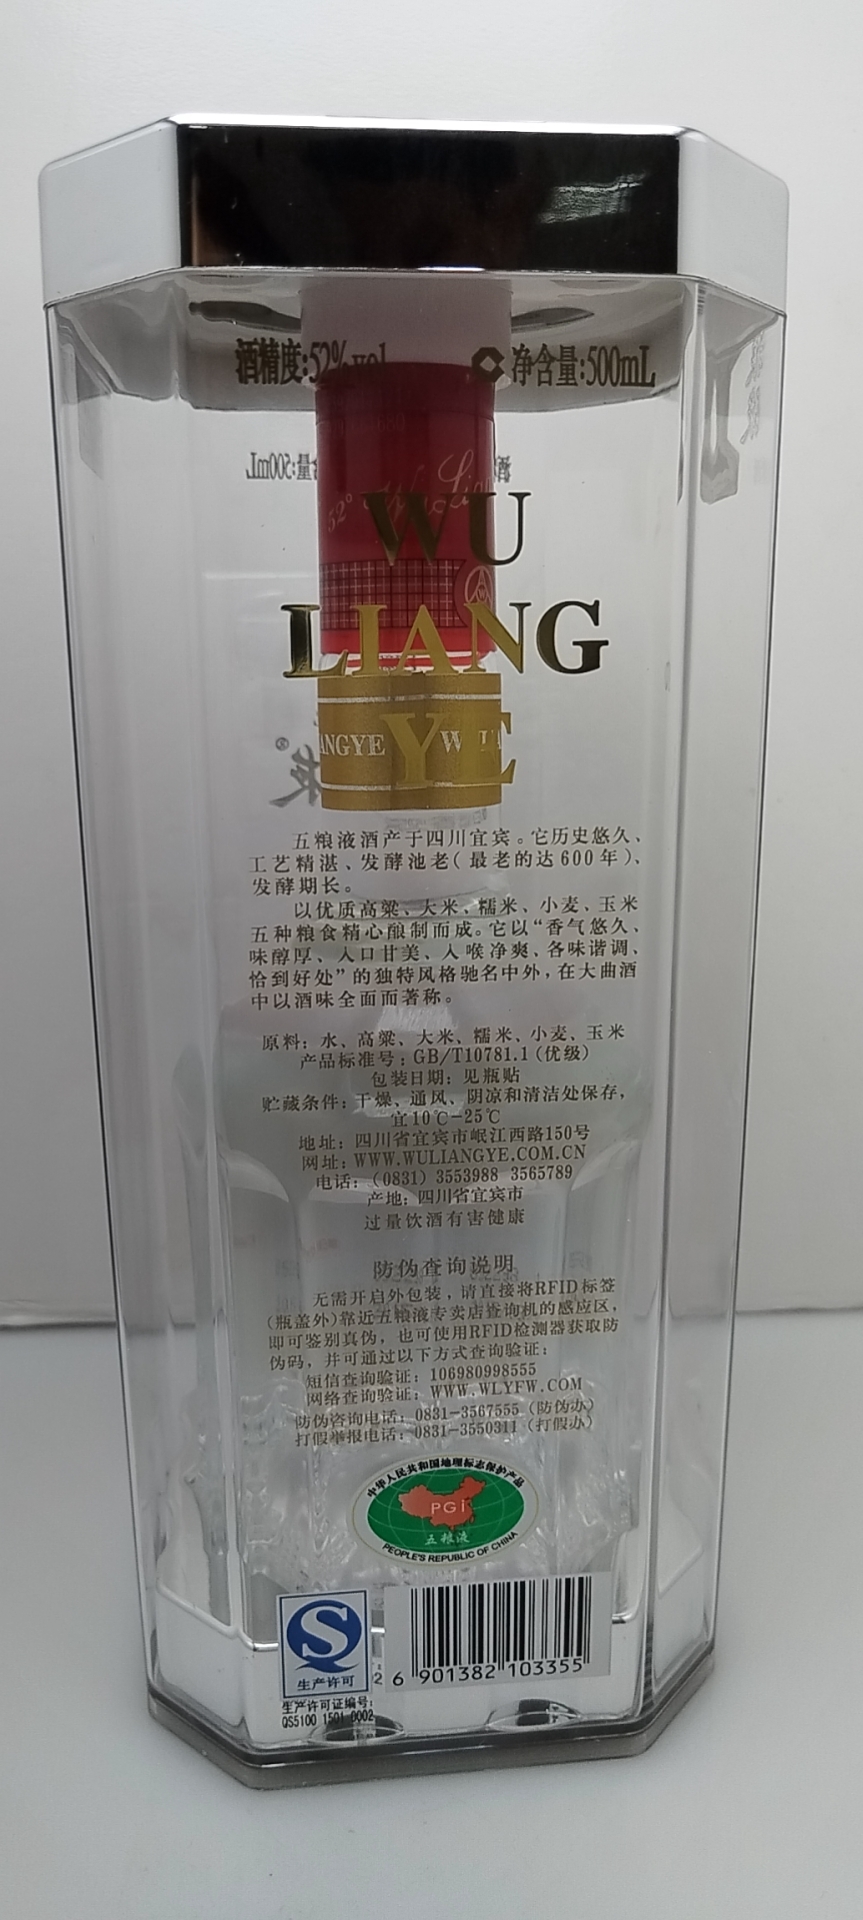 酒精度:52%vol
净含量:500mL
52°
WU
LIANG
YE
ANGYE
五粮液酒产于四川宜宾。它历史悠久、
工艺精湛、发酵池老(最老的达600年)、
发酵期长。
以优质高粱、大米、糯米、小麦、玉米
五种粮食精心酿制而成。它以“香气悠久、
味醇厚、入口甘美、入喉净爽、各味谐调、
恰到好处”的独特风格驰名中外,在大曲酒
中以酒味全面而著称。
原料: 水、高粱、大米、糯米、小麦、玉米
产品标准号: GB/T10781.1(优级)
包装日期: 见瓶贴
贮藏条件: 干燥、通风、阴凉和清洁处保存,
宜10℃-25℃
地址: 四川省宜宾市岷江西路150号
网址: WWW.WULIANGYE.COM.CN
电话: (0831) 3553988 3565789
产地: 四川省宜宾市
过量饮酒有害健康
防伪查询说明
无需开启外包装,请直接将RFID标签
(瓶盖外)靠近五粮液专卖店查询机的感应区,
即可鉴别真伪, 也可使用RFID检测器获取防
伪码, 并可通过以下方式查询验证:
短信查询验证: 106980998555
网络查询验证: WWW.WLYFW.COM
防伪咨询电话: 0831-3567555 (防伪办)
打假举报电话: 0831-3550311 (打假办)
中华人民共和国地理标志保护产品
PGI
五粮液
PEOPLE'S REPUBLIC OF CHINA
生产许可
生产许可证编号:
QS5100 1501 0002
6 901382 103355